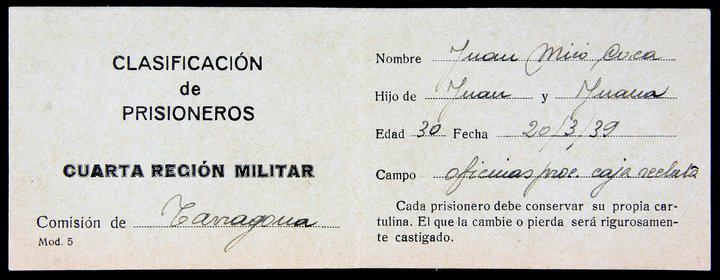 CLASIFICACIÓN
de
PRISIONEROS
CUARTA REGIÓN MILITAR
Comisión de Tarragona
Mod. 5
Nombre Juan Miró Coca
Hijo de Juan y Juana
Edad 30 Fecha 20/3/39
Campo oficinas proc. caja recluta
Cada prisionero debe conservar su propia car-
tulina. El que la cambie o pierda será rigurosamen-
te castigado.